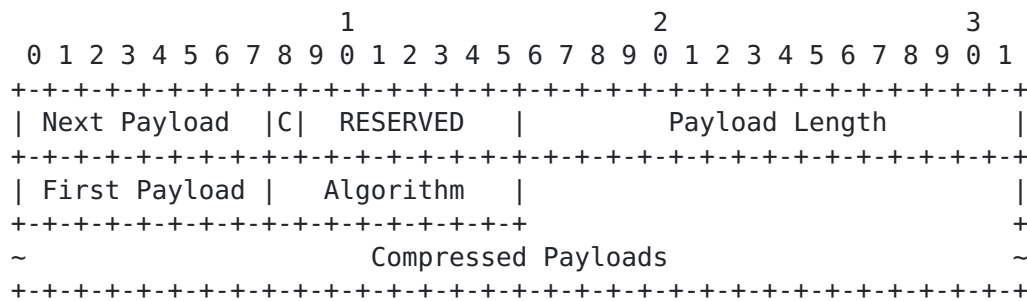 1                   2                   3
 0 1 2 3 4 5 6 7 8 9 0 1 2 3 4 5 6 7 8 9 0 1 2 3 4 5 6 7 8 9 0 1
+-+-+-+-+-+-+-+-+-+-+-+-+-+-+-+-+-+-+-+-+-+-+-+-+-+-+-+-+-+-+-+-+
| Next Payload  |C|  RESERVED   |         Payload Length        |
+-+-+-+-+-+-+-+-+-+-+-+-+-+-+-+-+-+-+-+-+-+-+-+-+-+-+-+-+-+-+-+-+
| First Payload |   Algorithm   |                               |
+-+-+-+-+-+-+-+-+-+-+-+-+-+-+-+-+                               +
~                      Compressed Payloads                      ~
+-+-+-+-+-+-+-+-+-+-+-+-+-+-+-+-+-+-+-+-+-+-+-+-+-+-+-+-+-+-+-+-+